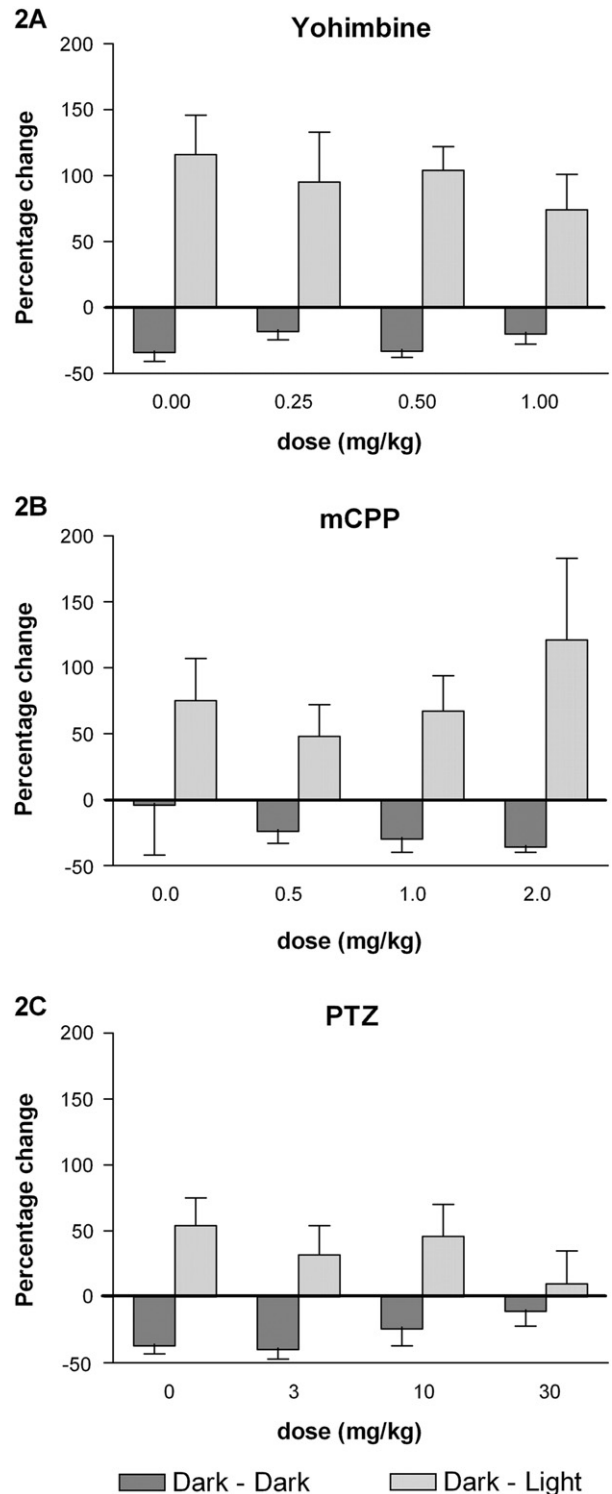 2A
Yohimbine
200
150
100
50
0
-50
Percentage change
0.00 0.25 0.50 1.00
dose (mg/kg)
2B
mCPP
200
150
100
50
0
-50
Percentage change
0.0 0.5 1.0 2.0
dose (mg/kg)
2C
PTZ
200
150
100
50
0
-50
Percentage change
0 3 10 30
dose (mg/kg)
Dark - Dark Dark - Light